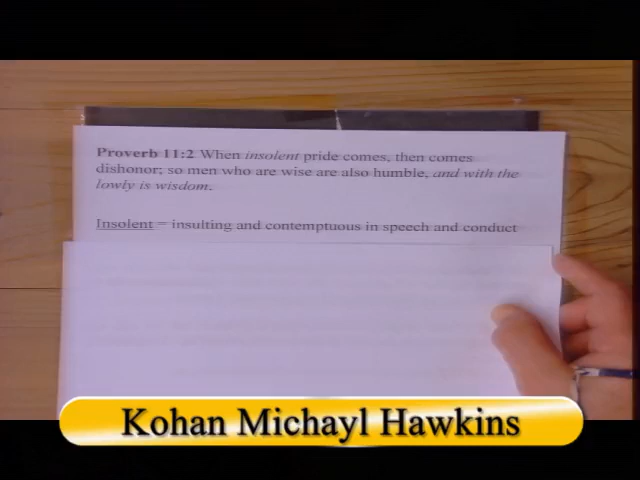 Proverb 11:2 When insolent pride comes, then comes
dishonor; so men who are wise are also humble, and with the
lowly is wisdom.
Insolent = insulting and contemptuous in speech and conduct
Kohan Michayl Hawkins